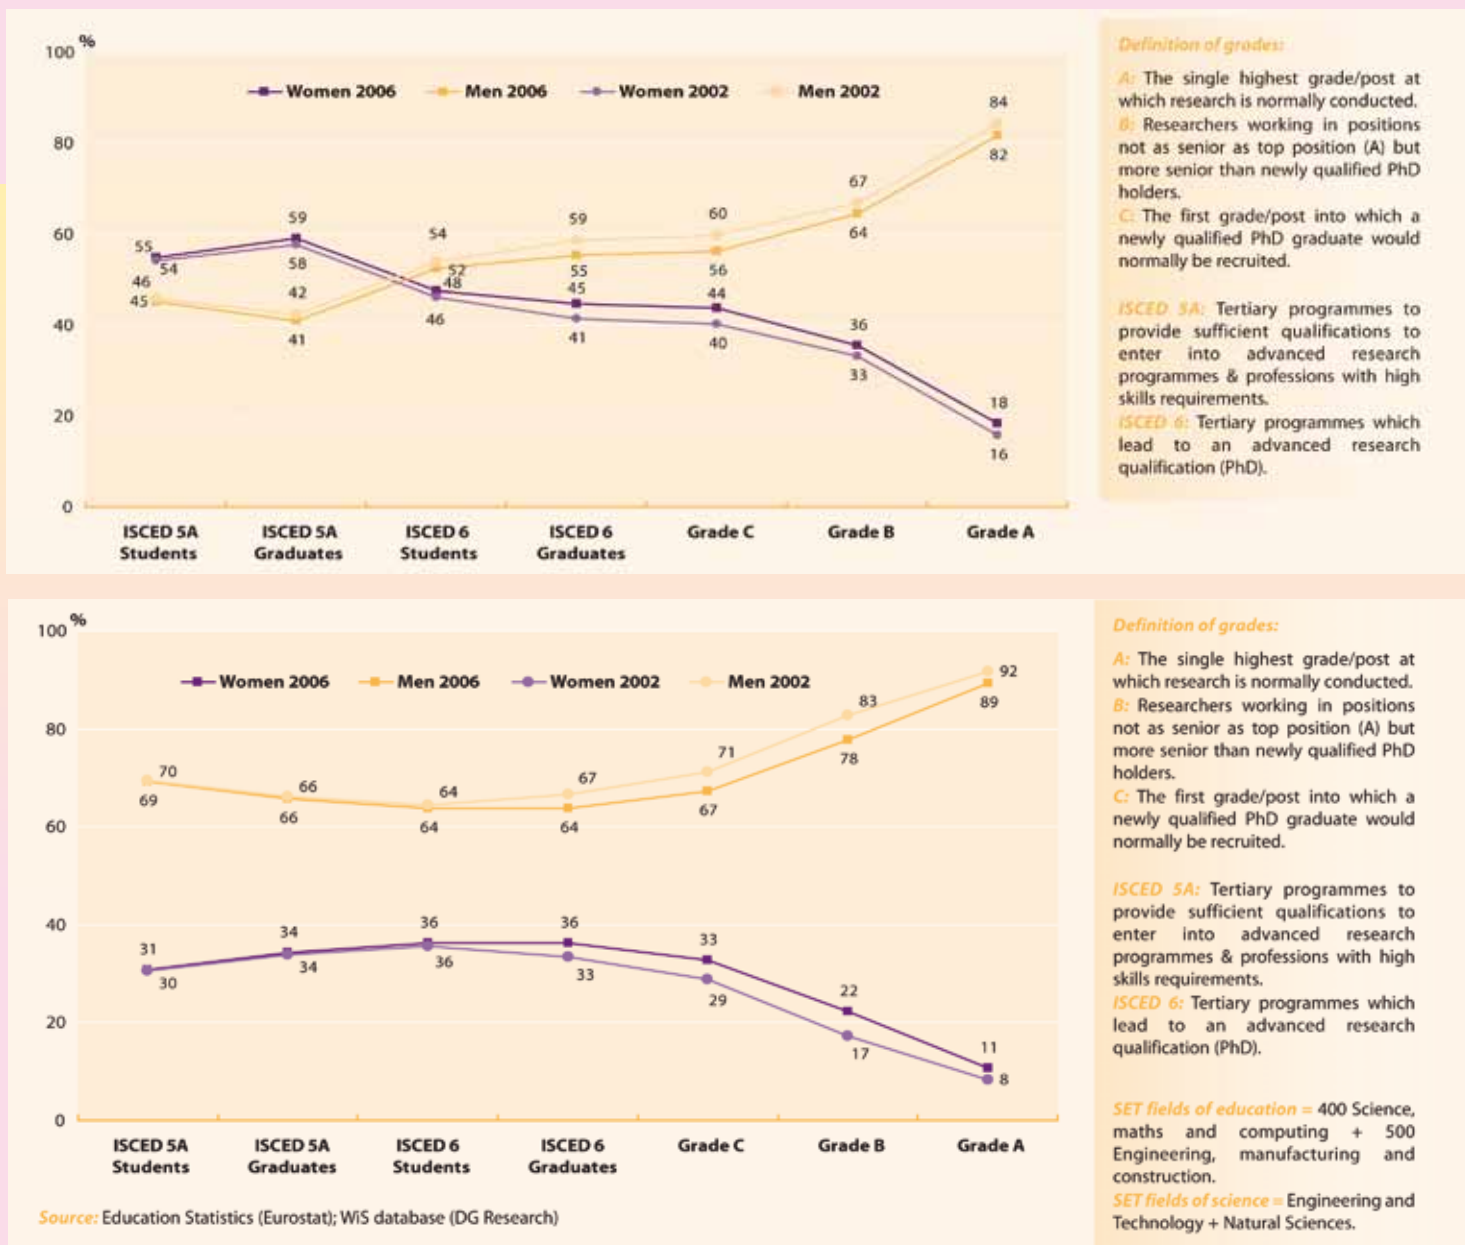 %
100
80
60
40
20
0
Women 2006 Men 2006 Women 2002 Men 2002
55
54
46
45
59
58
42
41
54
52
48
46
59
55
45
41
60
56
44
40
67
64
36
33
84
82
18
16
ISCED 5A
Students
ISCED 5A
Graduates
ISCED 6
Students
ISCED 6
Graduates
Grade C
Grade B
Grade A
Definition of grades:
A: The single highest grade/post at
which research is normally conducted.
B: Researchers working in positions
not as senior as top position (A) but
more senior than newly qualified PhD
holders.
C: The first grade/post into which a
newly qualified PhD graduate would
normally be recruited.
ISCED 5A: Tertiary programmes to
provide sufficient qualifications to
enter into advanced research
programmes & professions with high
skills requirements.
ISCED 6: Tertiary programmes which
lead to an advanced research
qualification (PhD).
%
100
80
60
40
20
0
Women 2006 Men 2006 Women 2002 Men 2002
70
69
31
30
66
66
34
34
64
64
36
36
67
64
36
33
71
67
33
29
83
78
22
17
92
89
11
8
ISCED 5A
Students
ISCED 5A
Graduates
ISCED 6
Students
ISCED 6
Graduates
Grade C
Grade B
Grade A
Source: Education Statistics (Eurostat); WiS database (DG Research)
Definition of grades:
A: The single highest grade/post at
which research is normally conducted.
B: Researchers working in positions
not as senior as top position (A) but
more senior than newly qualified PhD
holders.
C: The first grade/post into which a
newly qualified PhD graduate would
normally be recruited.
ISCED 5A: Tertiary programmes to
provide sufficient qualifications to
enter into advanced research
programmes & professions with high
skills requirements.
ISCED 6: Tertiary programmes which
lead to an advanced research
qualification (PhD).
SET fields of education = 400 Science,
maths and computing + 500
Engineering, manufacturing and
construction.
SET fields of science = Engineering and
Technology + Natural Sciences.